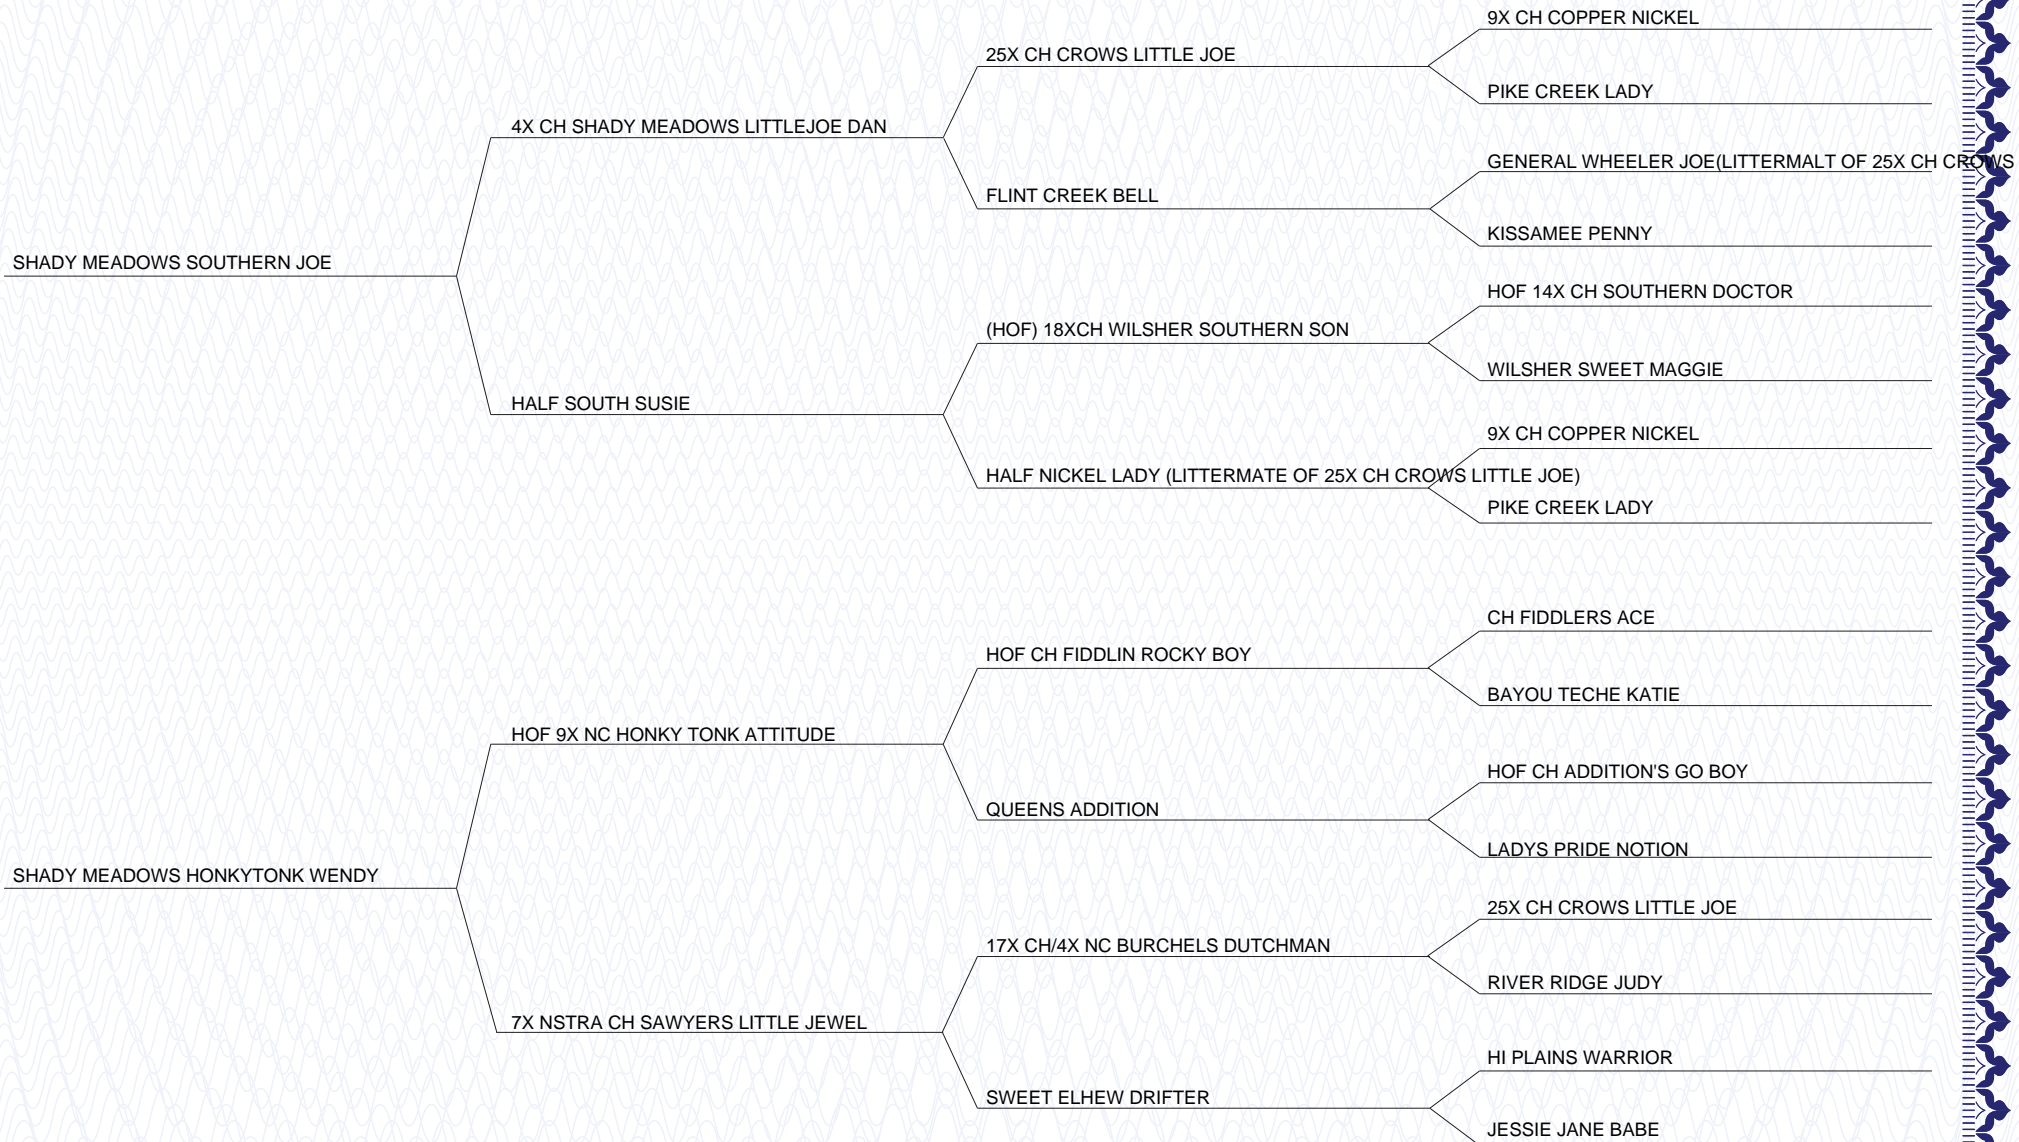 9X CH COPPER NICKEL
25X CH CROWS LITTLE JOE
PIKE CREEK LADY
4X CH SHADY MEADOWS LITTLEJOE DAN
GENERAL WHEELER JOE(LITTERMALT OF 25X CH CROWS
FLINT CREEK BELL
KISSAMEE PENNY
SHADY MEADOWS SOUTHERN JOE
HOF 14X CH SOUTHERN DOCTOR
(HOF) 18XCH WILSHER SOUTHERN SON
WILSHER SWEET MAGGIE
HALF SOUTH SUSIE
9X CH COPPER NICKEL
HALF NICKEL LADY (LITTERMATE OF 25X CH CROWS LITTLE JOE)
PIKE CREEK LADY
CH FIDDLERS ACE
HOF CH FIDDLIN ROCKY BOY
BAYOU TECHE KATIE
HOF 9X NC HONKY TONK ATTITUDE
HOF CH ADDITION'S GO BOY
QUEENS ADDITION
LADYS PRIDE NOTION
SHADY MEADOWS HONKYTONK WENDY
25X CH CROWS LITTLE JOE
17X CH/4X NC BURCHELS DUTCHMAN
RIVER RIDGE JUDY
7X NSTRA CH SAWYERS LITTLE JEWEL
HI PLAINS WARRIOR
SWEET ELHEW DRIFTER
JESSIE JANE BABE